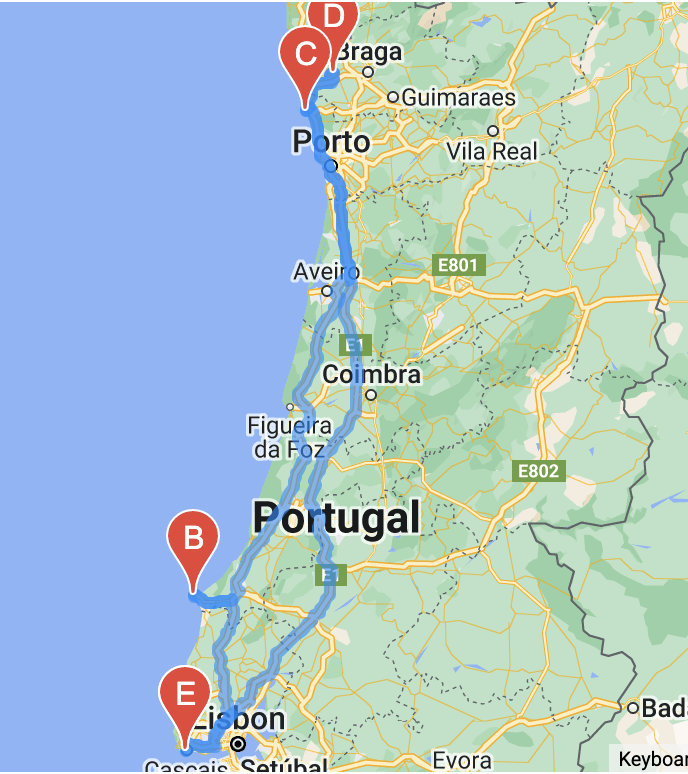 D
Braga
C
Guimaraes
Porto
Vila Real
E801
Aveiro
E1
Coimbra
Figueira
da Foz
E802
Portugal
B
E1
E
Lisbon
Bad
Cascais
Setúbal
Evora
Keyboar